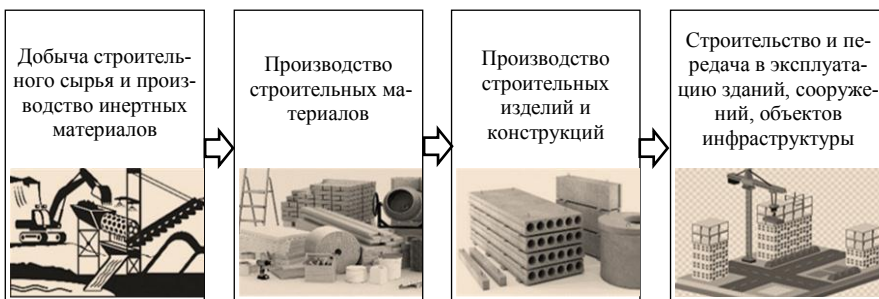 Добыча строитель-
ного сырья и произ-
водство инертных
материалов
Производство
строительных ма-
териалов
Производство
строительных
изделий и
конструкций
Строительство и пе-
редача в эксплуата-
цию зданий, сооруже-
ний, объектов
инфраструктуры